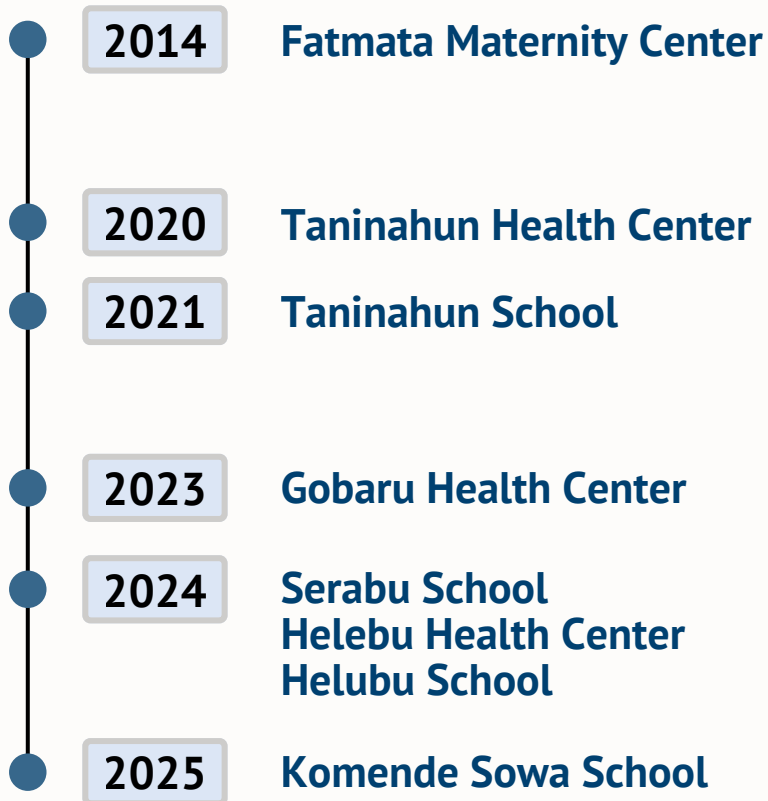 2014 Fatmata Maternity Center
2020 Taninahun Health Center
2021 Taninahun School
2023 Gobaru Health Center
2024 Serabu School
Helebu Health Center
Helubu School
2025 Komende Sowa School